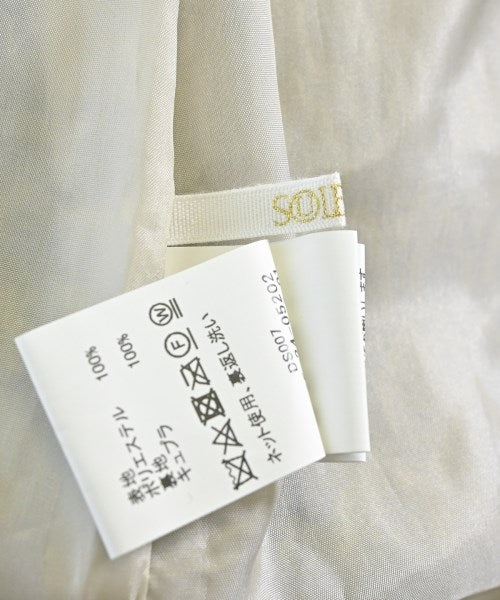 SOLE
表地
ポリエステル 100%
裏地
キュプラ 100%
ネット使用、裏返し洗い
DS007 05202